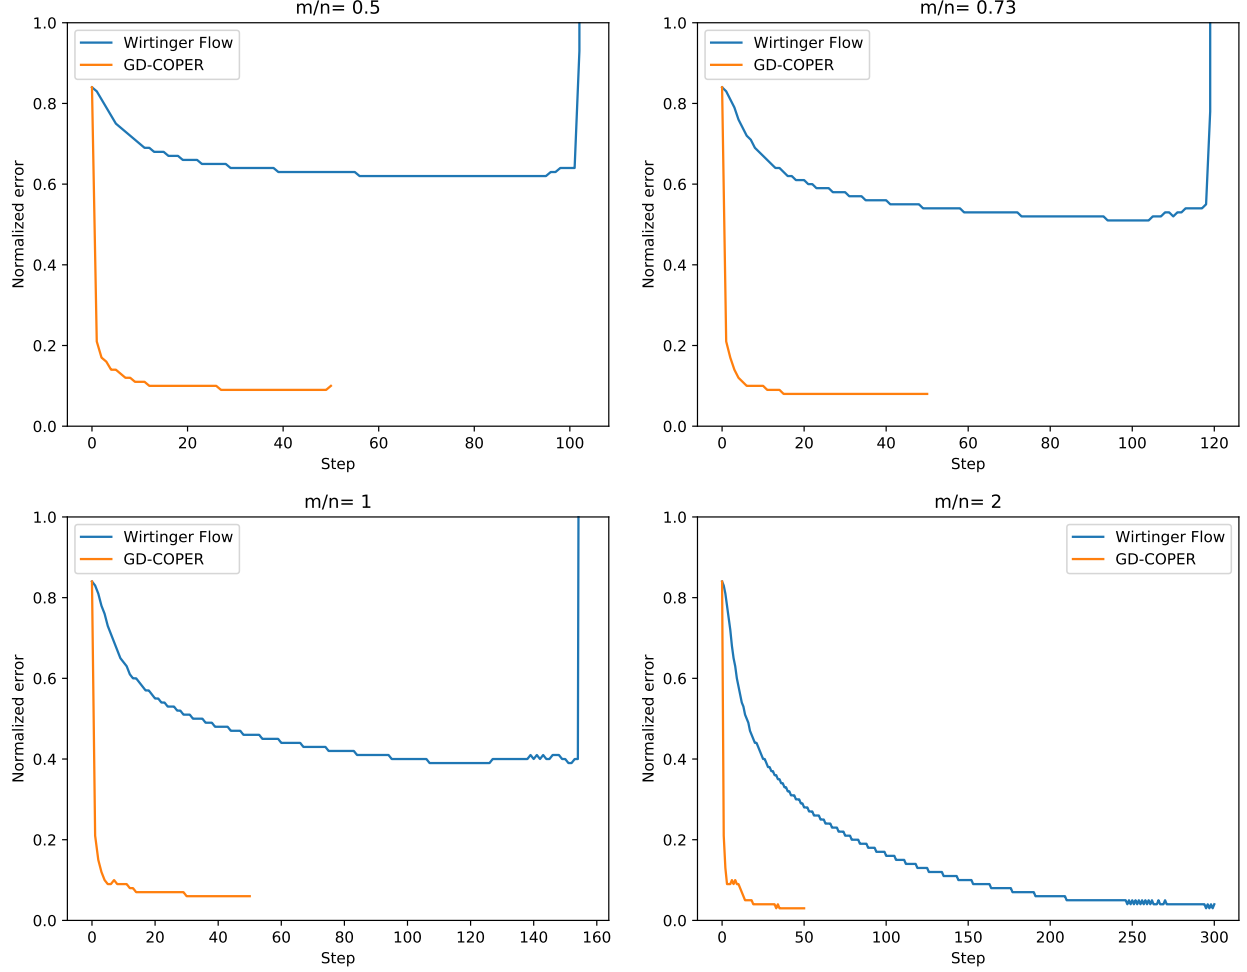 m/n= 0.5
1.0
0.8
0.6
0.4
0.2
0.0
Normalized error
Wirtinger Flow
GD-COPER
0 20 40 60 80 100
Step
m/n= 0.73
1.0
0.8
0.6
0.4
0.2
0.0
Normalized error
Wirtinger Flow
GD-COPER
0 20 40 60 80 100 120
Step
m/n= 1
1.0
0.8
0.6
0.4
0.2
0.0
Normalized error
Wirtinger Flow
GD-COPER
0 20 40 60 80 100 120 140 160
Step
m/n= 2
1.0
0.8
0.6
0.4
0.2
0.0
Normalized error
Wirtinger Flow
GD-COPER
0 50 100 150 200 250 300
Step